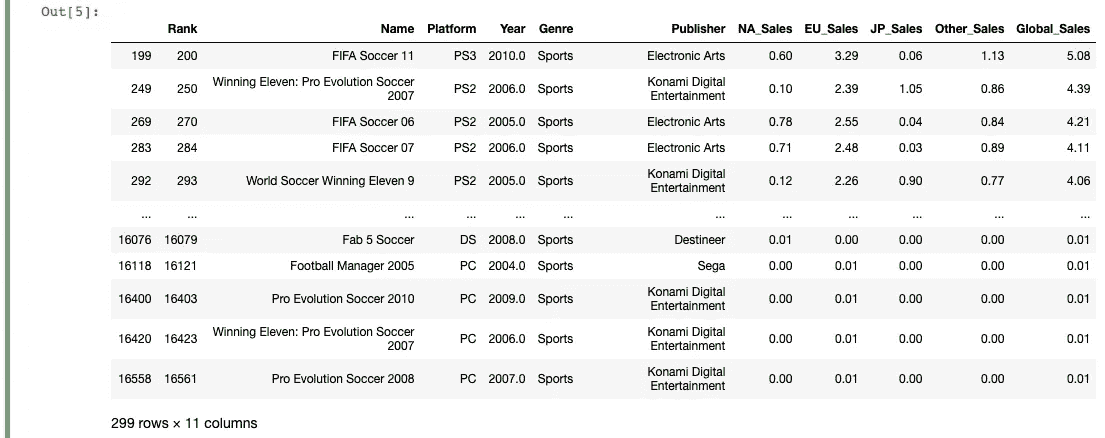 Out[5]:
Rank Name Platform Year Genre Publisher NA_Sales EU_Sales JP_Sales Other_Sales Global_Sales
199 200 FIFA Soccer 11 PS3 2010.0 Sports Electronic Arts 0.60 3.29 0.06 1.13 5.08
249 250 Winning Eleven: Pro Evolution Soccer 2007 PS2 2006.0 Sports Konami Digital Entertainment 0.10 2.39 1.05 0.86 4.39
269 270 FIFA Soccer 06 PS2 2005.0 Sports Electronic Arts 0.78 2.55 0.04 0.84 4.21
283 284 FIFA Soccer 07 PS2 2006.0 Sports Electronic Arts 0.71 2.48 0.03 0.89 4.11
292 293 World Soccer Winning Eleven 9 PS2 2005.0 Sports Konami Digital Entertainment 0.12 2.26 0.90 0.77 4.06
... ... ... ... ... ... ... ... ... ... ... ...
16076 16079 Fab 5 Soccer DS 2008.0 Sports Destineer 0.01 0.00 0.00 0.00 0.01
16118 16121 Football Manager 2005 PC 2004.0 Sports Sega 0.00 0.01 0.00 0.00 0.01
16400 16403 Pro Evolution Soccer 2010 PC 2009.0 Sports Konami Digital Entertainment 0.00 0.01 0.00 0.00 0.01
16420 16423 Winning Eleven: Pro Evolution Soccer 2007 PC 2006.0 Sports Konami Digital Entertainment 0.00 0.01 0.00 0.00 0.01
16558 16561 Pro Evolution Soccer 2008 PC 2007.0 Sports Konami Digital Entertainment 0.00 0.01 0.00 0.00 0.01
299 rows × 11 columns